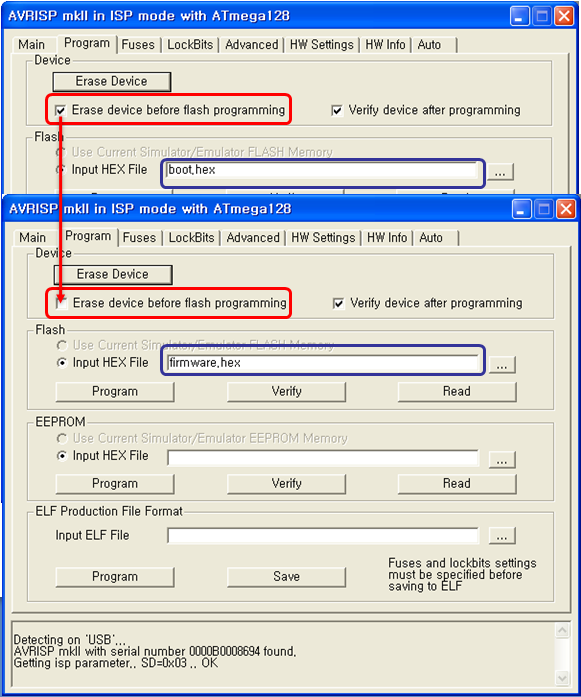 AVRISP mkII in ISP mode with ATmega128
Main Program Fuses LockBits Advanced HW Settings HW Info Auto
Device
Erase Device
Erase device before flash programming Verify device after programming
Flash
Use Current Simulator/Emulator FLASH Memory
Input HEX File boot,hex ...
AVRISP mkII in ISP mode with ATmega128
Main Program Fuses LockBits Advanced HW Settings HW Info Auto
Device
Erase Device
Erase device before flash programming Verify device after programming
Flash
Use Current Simulator/Emulator FLASH Memory
Input HEX File firmware,hex ...
Program Verify Read
EEPROM
Use Current Simulator/Emulator EEPROM Memory
Input HEX File ...
Program Verify Read
ELF Production File Format
Input ELF File ...
Program Save
Fuses and lockbits settings
must be specified before
saving to ELF
Detecting on 'USB',,,
AVRISP mkII with serial number 0000B0008694 found,
Getting isp parameter,, SD=0x03 ,, OK